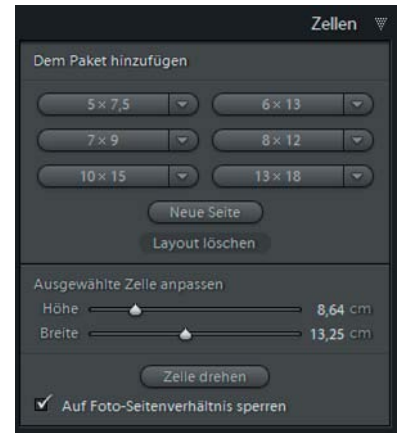 Zellen
Dem Paket hinzufügen
5 × 7,5 6 × 13
7 × 9 8 × 12
10 × 15 13 × 18
Neue Seite
Layout löschen
Ausgewählte Zelle anpassen
Höhe 8,64 cm
Breite 13,25 cm
Zelle drehen
Auf Foto-Seitenverhältnis sperren